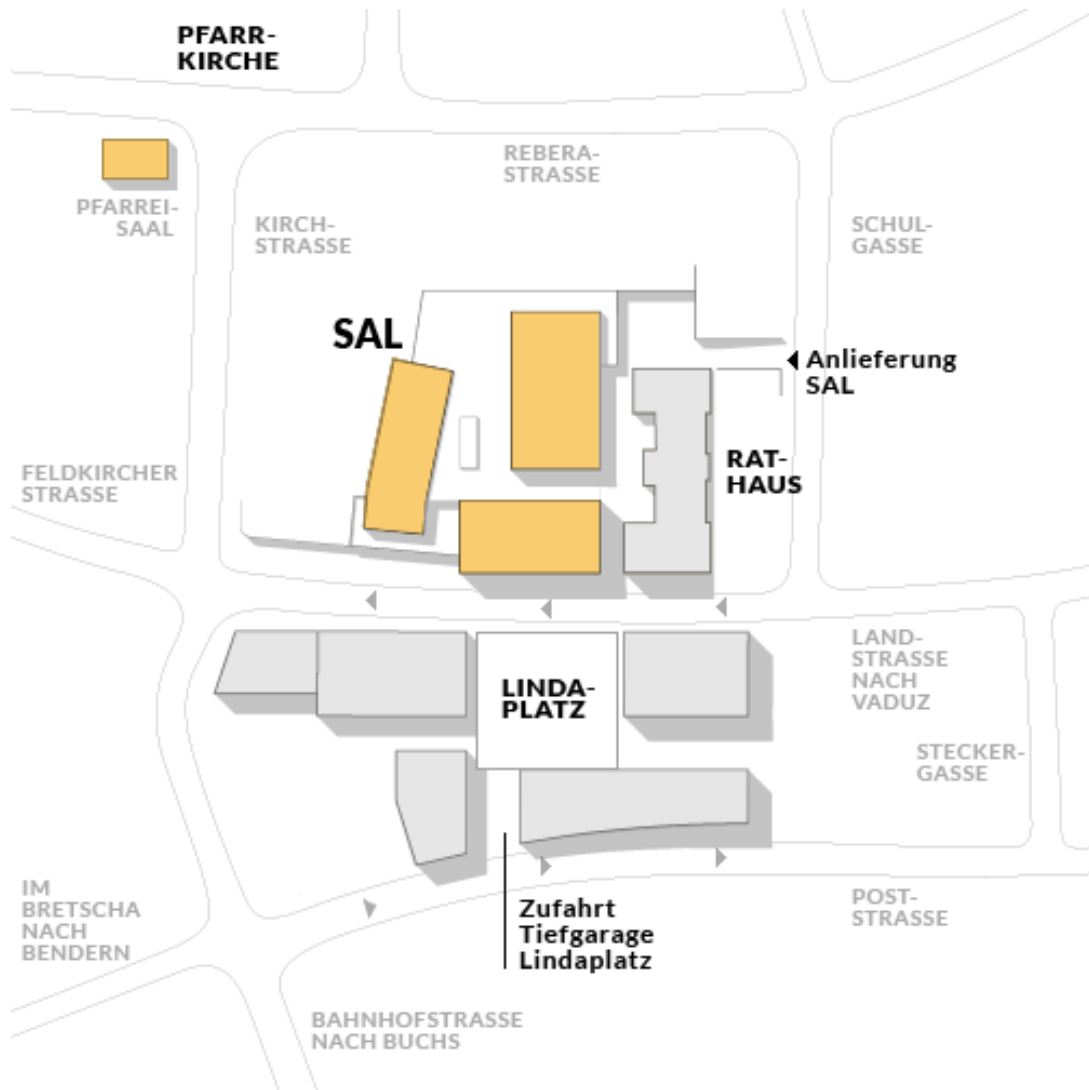 PFARR-
KIRCHE
REBERA-
STRASSE
PFARREI-
SAAL
KIRCH-
STRASSE
SCHUL-
GASSE
SAL
Anlieferung
SAL
FELDKIRCHER
STRASSE
RAT-
HAUS
LINDA-
PLATZ
LAND-
STRASSE
NACH
VADUZ
STECKER-
GASSE
IM
BRETSCHA
NACH
BENDERN
Zufahrt
Tiefgarage
Lindaplatz
POST-
STRASSE
BAHNHOFSTRASSE
NACH BUCHS